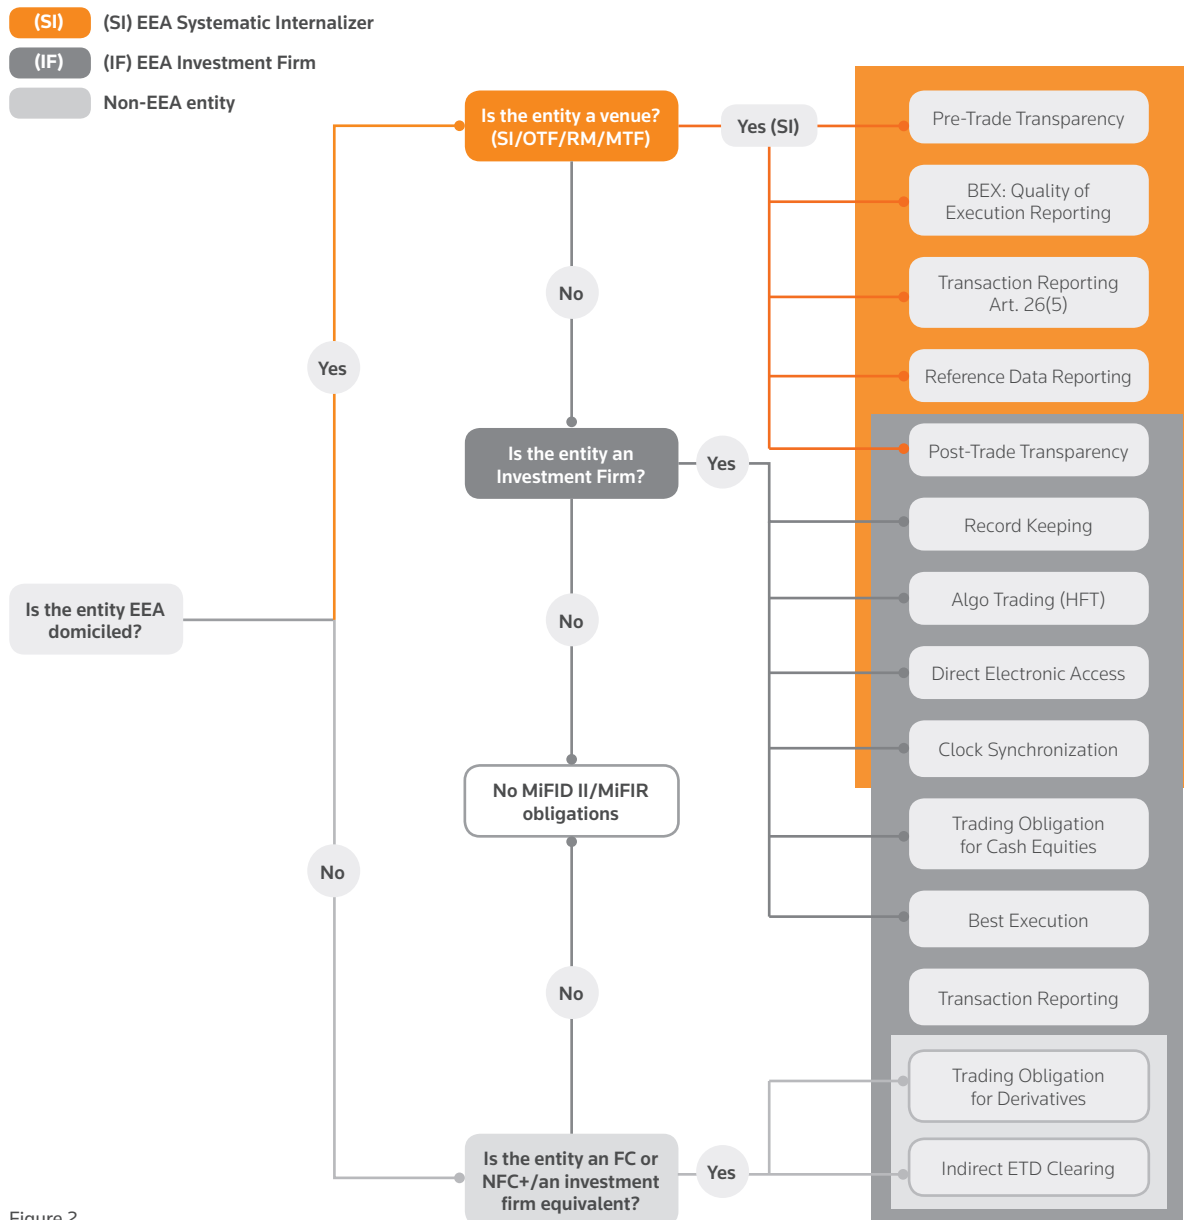 (SI)
(SI) EEA Systematic Internalizer
(IF)
(IF) EEA Investment Firm
Non-EEA entity
Is the entity a venue?
(SI/OTF/RM/MTF)
Yes (SI)
Pre-Trade Transparency
BEX: Quality of
Execution Reporting
No
Transaction Reporting
Art. 26(5)
Yes
Reference Data Reporting
Is the entity an
Investment Firm?
Yes
Post-Trade Transparency
Record Keeping
Is the entity EEA
domiciled?
No
Algo Trading (HFT)
Direct Electronic Access
Clock Synchronization
No MiFID II/MiFIR
obligations
Trading Obligation
for Cash Equities
No
Best Execution
No
Transaction Reporting
Trading Obligation
for Derivatives
Is the entity an FC or
NFC+/an investment
firm equivalent?
Yes
Indirect ETD Clearing
Figure 2